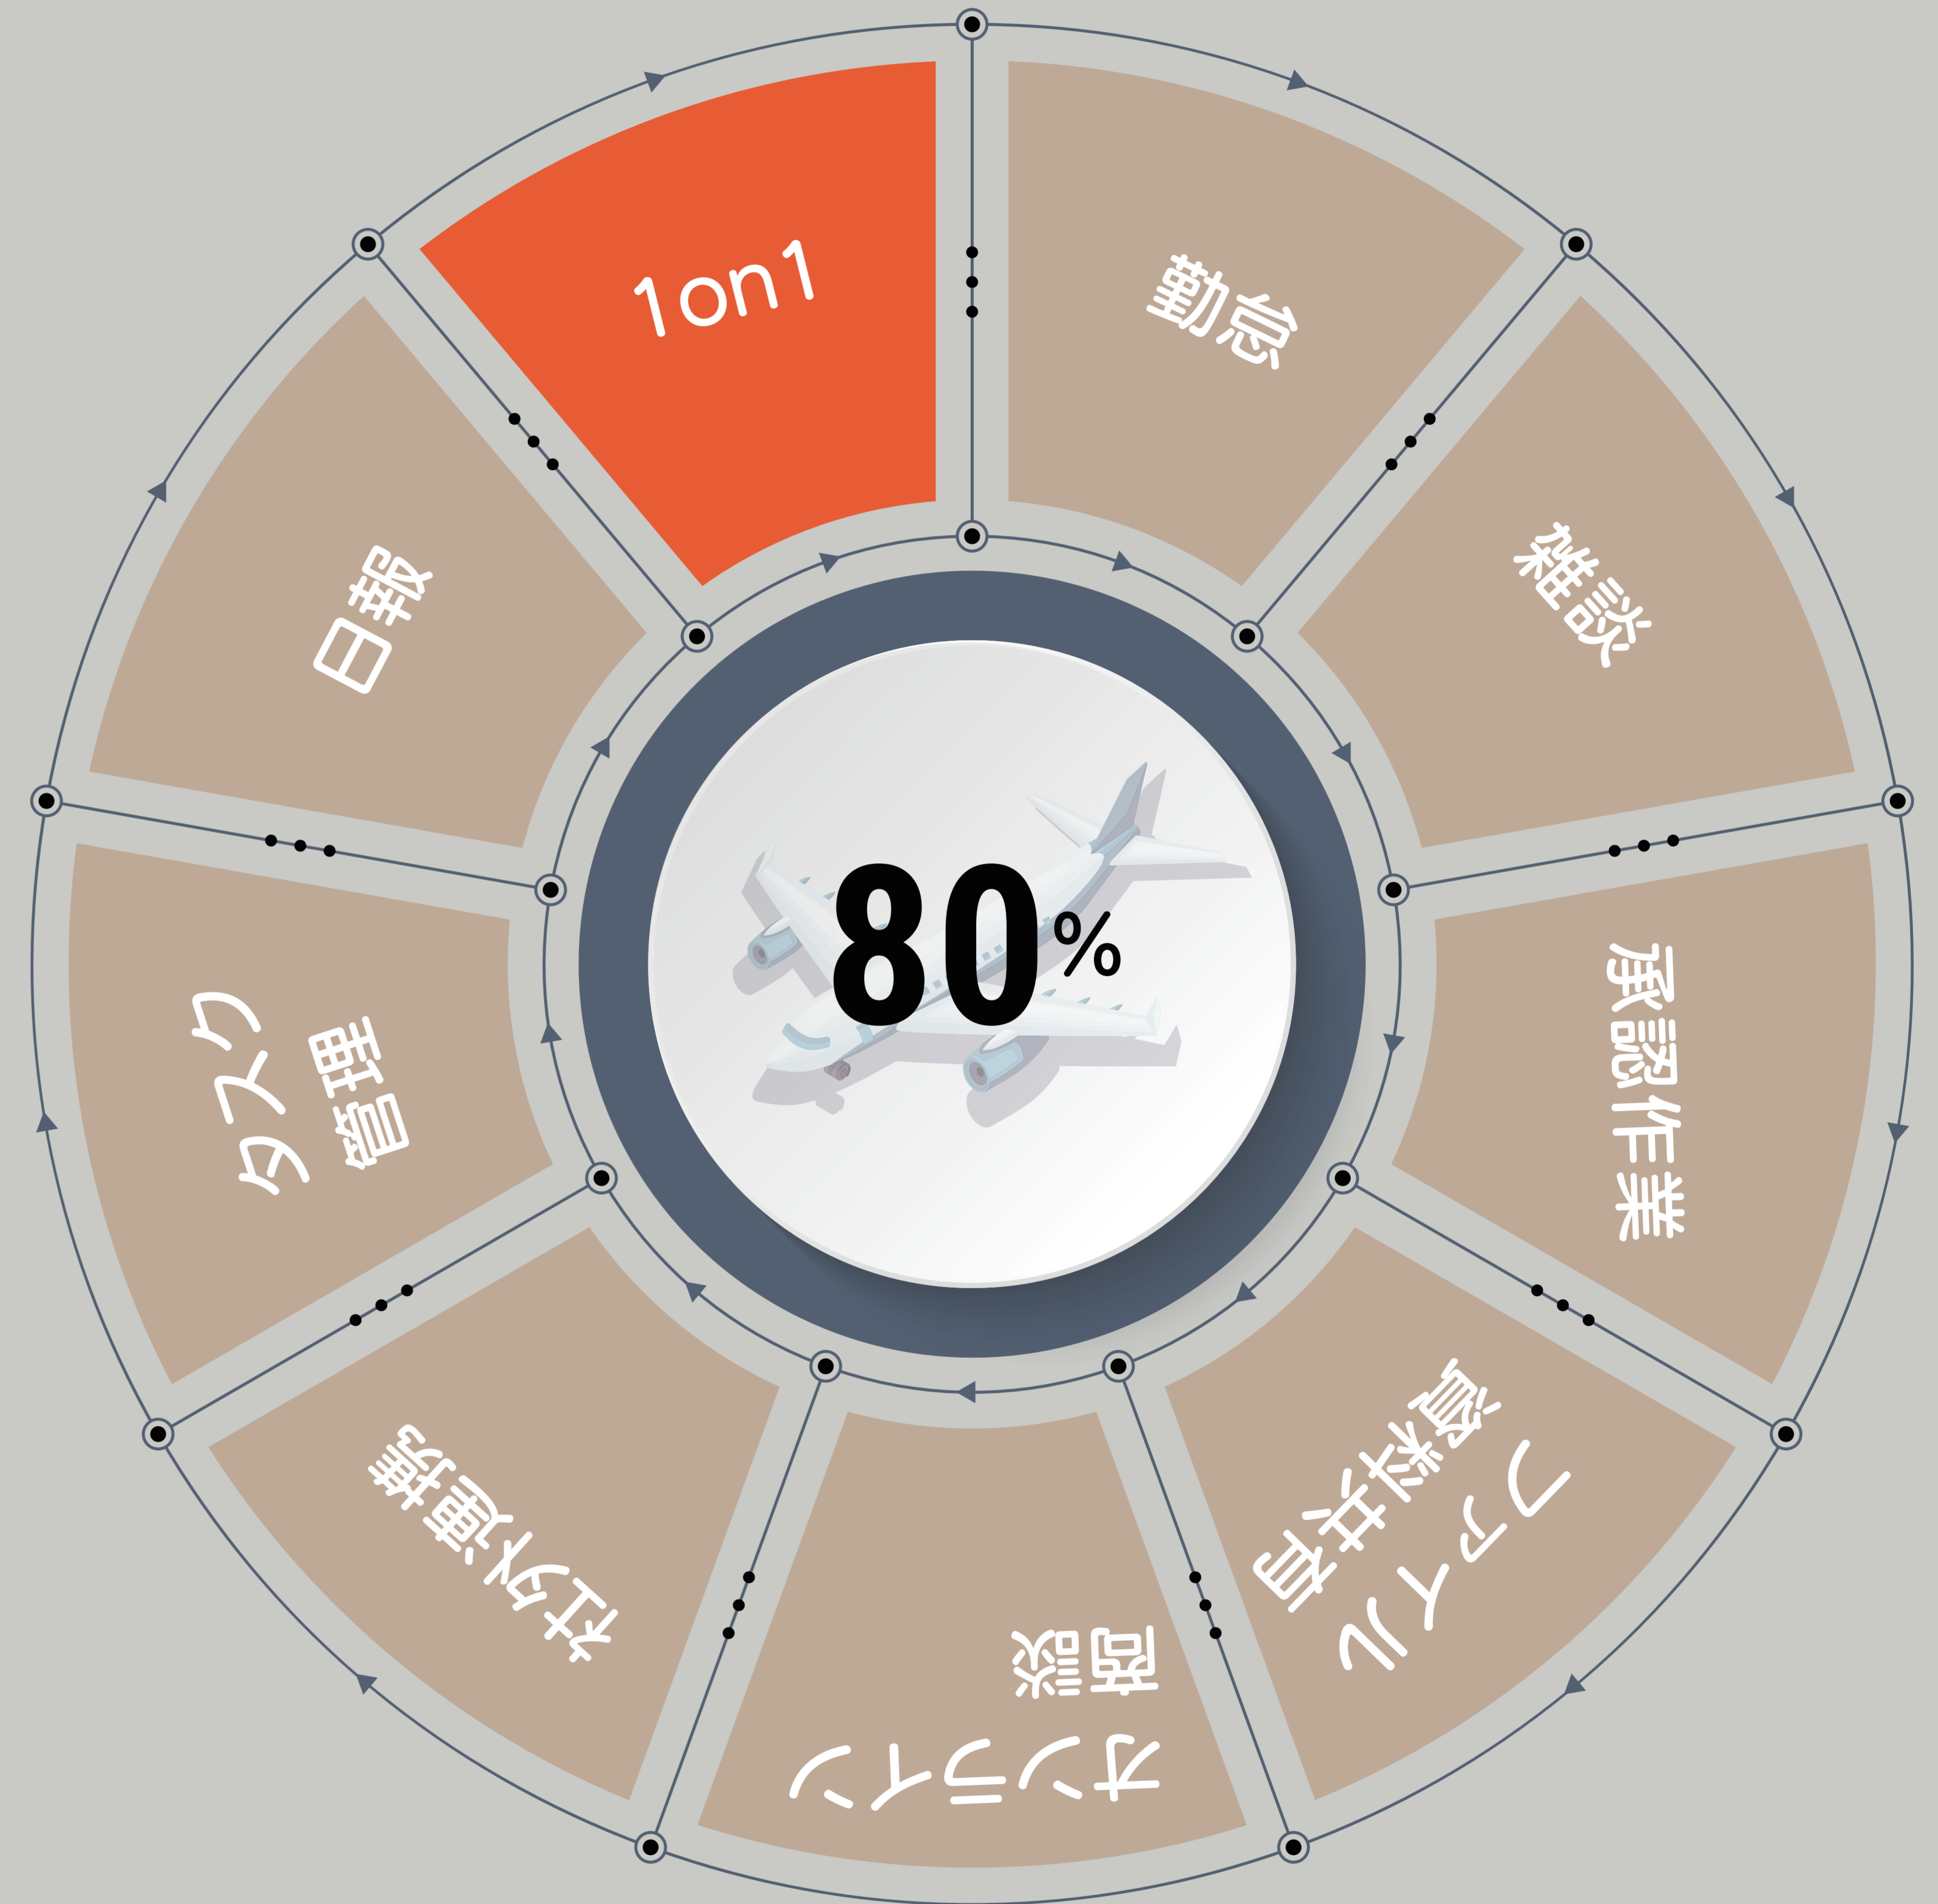 1on1
勤怠
雑談
承認作業
資料共有
ファイル
商談
オンライン
社外連携
タスク
管理
日報
80%